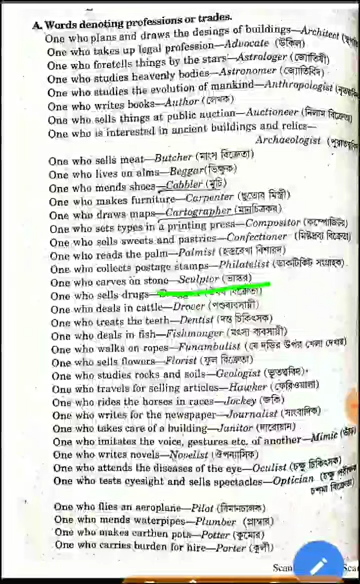 A. Words denoting professions or trades.
One who plans and draws the desings of buildings—Architect
One who takes up legal profession—Advocate (উকিল)
One who foretells things by the stars—Astrologer (জ্যোতিষী)
One who studies heavenly bodies—Astronomer (জ্যোতির্বিদ)
One who studies the evolution of mankind—Anthropologist
One who writes books—Author (লেখক)
One who sells things at public auction—Auctioneer (নিলাম বিক্রেতা)
One who is interested in ancient buildings and relics—
Archaeologist
One who sells meat—Butcher (মাংস বিক্রেতা)
One who lives on alms—Beggar (ভিক্ষুক)
One who mends shoes—Cobbler (মুচি)
One who makes furniture—Carpenter (ছুতোর মিস্ত্রী)
One who draws maps—Cartographer (মানচিত্রকর)
One who sets types in a printing press—Compositor (কম্পোজিটর)
One who sells sweets and pastries—Confectioner (মিষ্টদ্রব্য বিক্রেতা)
One who reads the palm—Palmist (হস্তরেখা বিশারদ)
One who collects postage stamps—Philatelist (ডাকটিকিট সংগ্রাহক)
One who carves on stone—Sculptor (ভাস্কর)
One who sells drugs— বিক্রেতা)
One who deals in cattle—Drover (পশুব্যবসায়ী)
One who treats the teeth—Dentist (দন্ত চিকিৎসক)
One who deals in fish—Fishmonger (মৎস্য ব্যবসায়ী)
One who walks on ropes—Funambulist (যে দড়ির উপর খেলা দেখায়)
One who sells flowers—Florist (ফুল বিক্রেতা)
One who studies rocks and soils—Geologist (ভূতত্ত্ববিদ)
One who travels for selling articles—Hawker (ফেরিওয়ালা)
One who rides the horses in races—Jockey (জকি)
One who writes for the newspaper—Journalist (সাংবাদিক)
One who takes care of a building—Janitor (দারোয়ান)
One who imitates the voice, gestures etc. of another—Mimic
One who writes novels—Novelist (ঔপন্যাসিক)
One who attends the diseases of the eye—Oculist (চক্ষু চিকিৎসক)
One who tests eyesight and sells spectacles—Optician (চক্ষু পরীক্ষক
চশমা বিক্রেতা)
One who flies an aeroplane—Pilot (বিমানচালক)
One who mends waterpipes—Plumber (প্লাম্বার)
One who makes earthen pots—Potter (কুমোর)
One who carries burden for hire—Porter (কুলী)